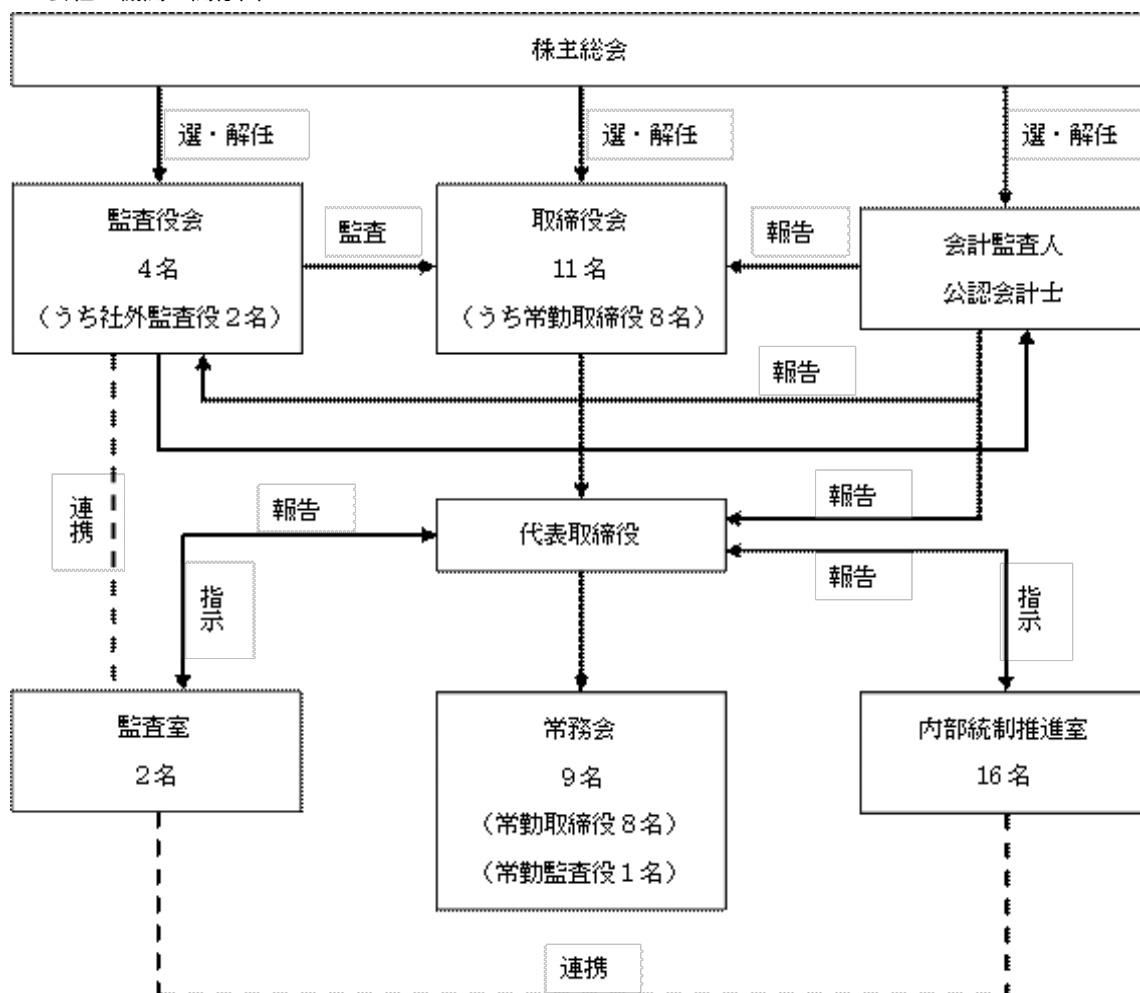 株主総会
選・解任
選・解任
選・解任
監査役会
4名
（うち社外監査役2名）
監査
取締役会
11名
（うち常勤取締役8名）
報告
会計監査人
公認会計士
報告
連携
報告
指示
代表取締役
報告
報告
指示
監査室
2名
常務会
9名
（常勤取締役8名）
（常勤監査役1名）
内部統制推進室
16名
連携